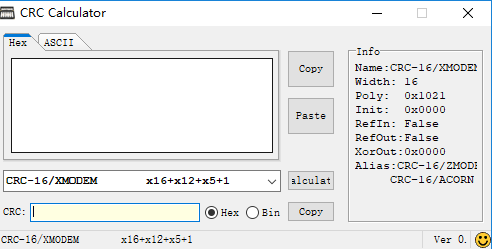 CRC Calculator
Hex ASCII
Copy
Paste
CRC-16/XMODEM x16+x12+x5+1
alculat
CRC:
Hex Bin
Copy
Info
Name:CRC-16/XMODEM
Width: 16
Poly: 0x1021
Init: 0x0000
RefIn: False
RefOut:False
XorOut:0x0000
Alias:CRC-16/ZMODE
CRC-16/ACORN
CRC-16/XMODEM x16+x12+x5+1
Ver 0.